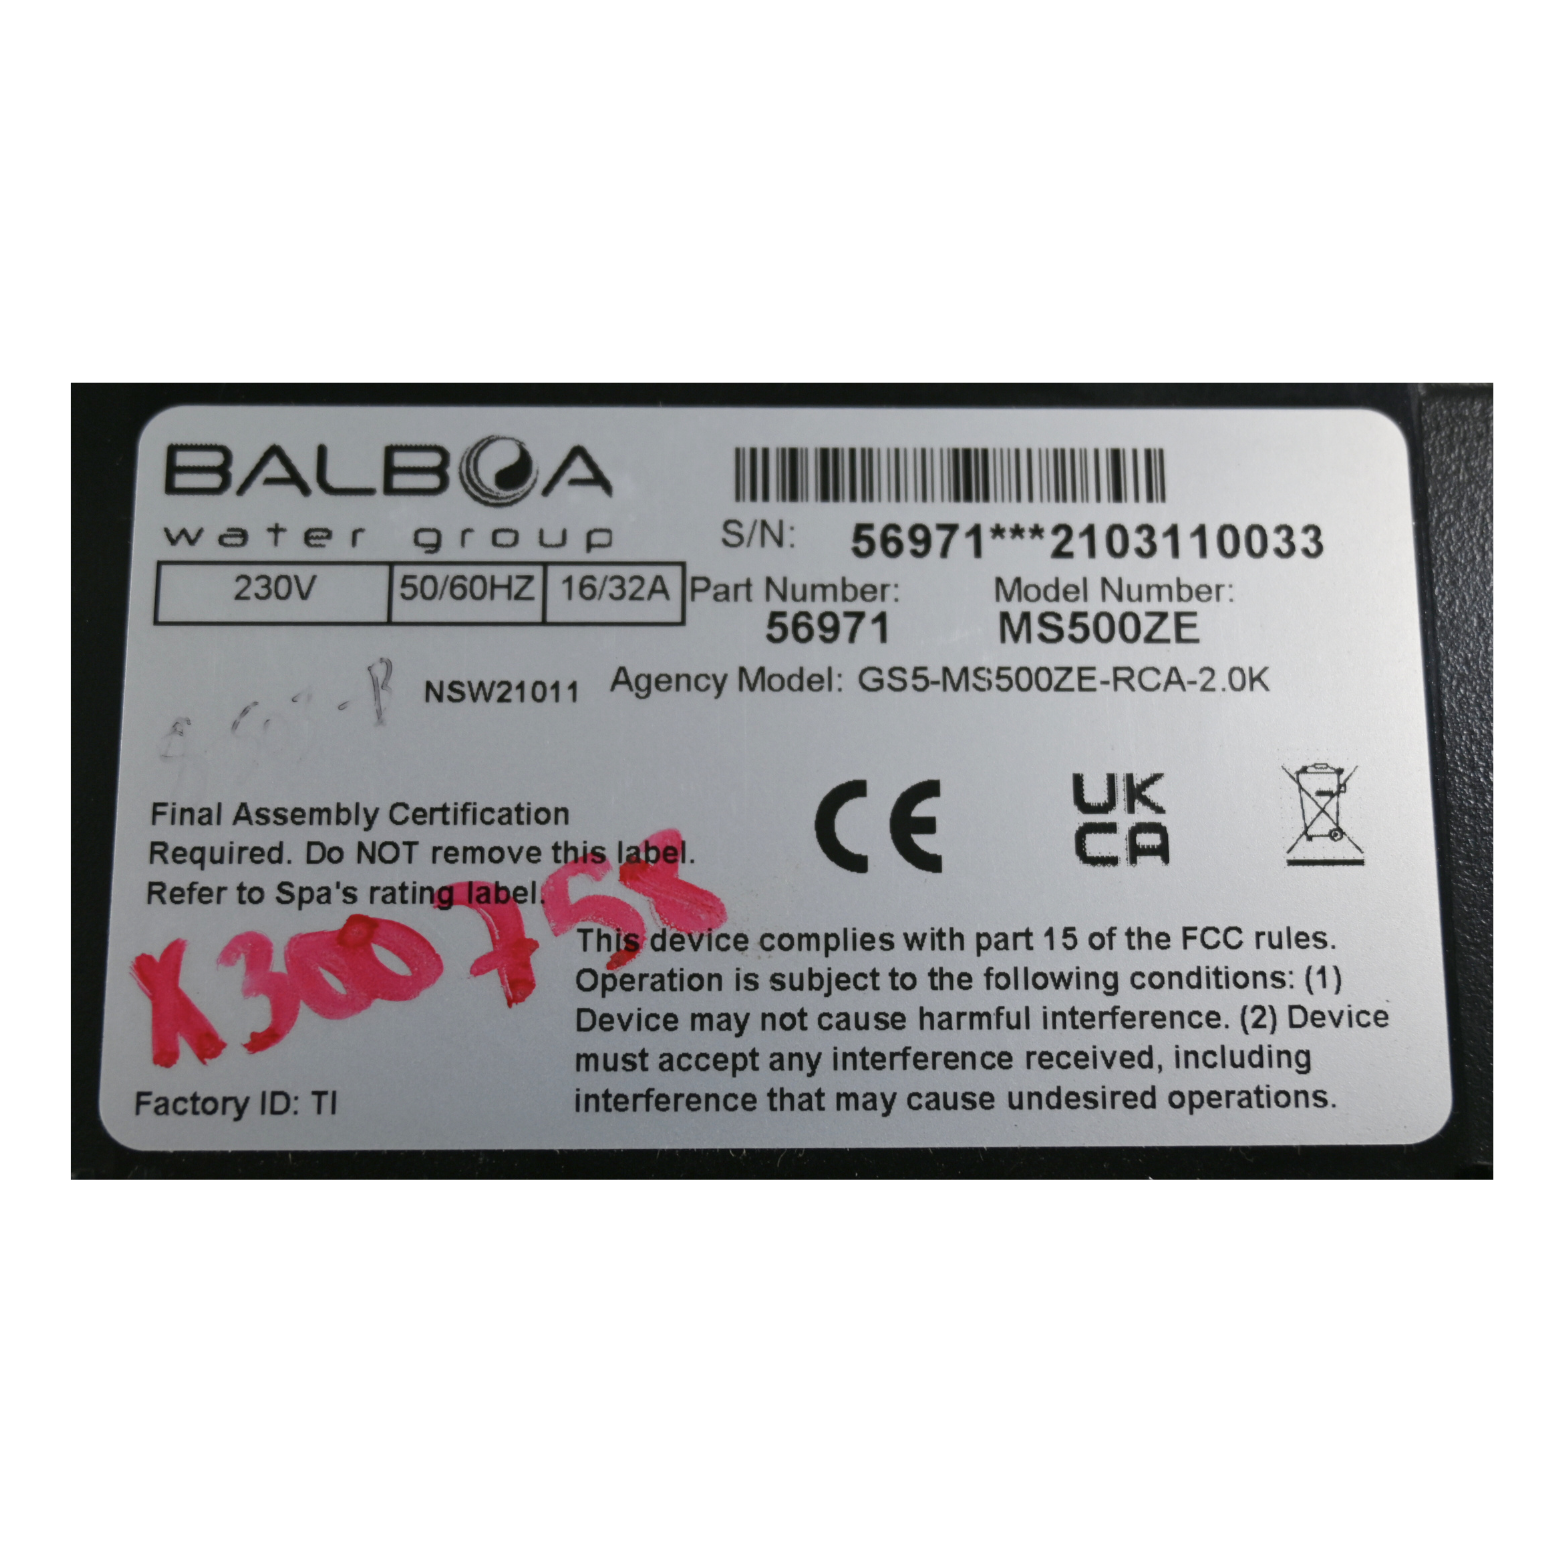 BALBOA
water group
S/N: 56971***2103110033
230V 50/60HZ 16/32A
Part Number: Model Number:
56971 MS500ZE
NSW21011 Agency Model: GS5-MS500ZE-RCA-2.0K
Final Assembly Certification
Required. Do NOT remove this label.
Refer to Spa's rating label.
CE
UK
CA
X300758
This device complies with part 15 of the FCC rules.
Operation is subject to the following conditions: (1)
Device may not cause harmful interference. (2) Device
must accept any interference received, including
interference that may cause undesired operations.
Factory ID: TI